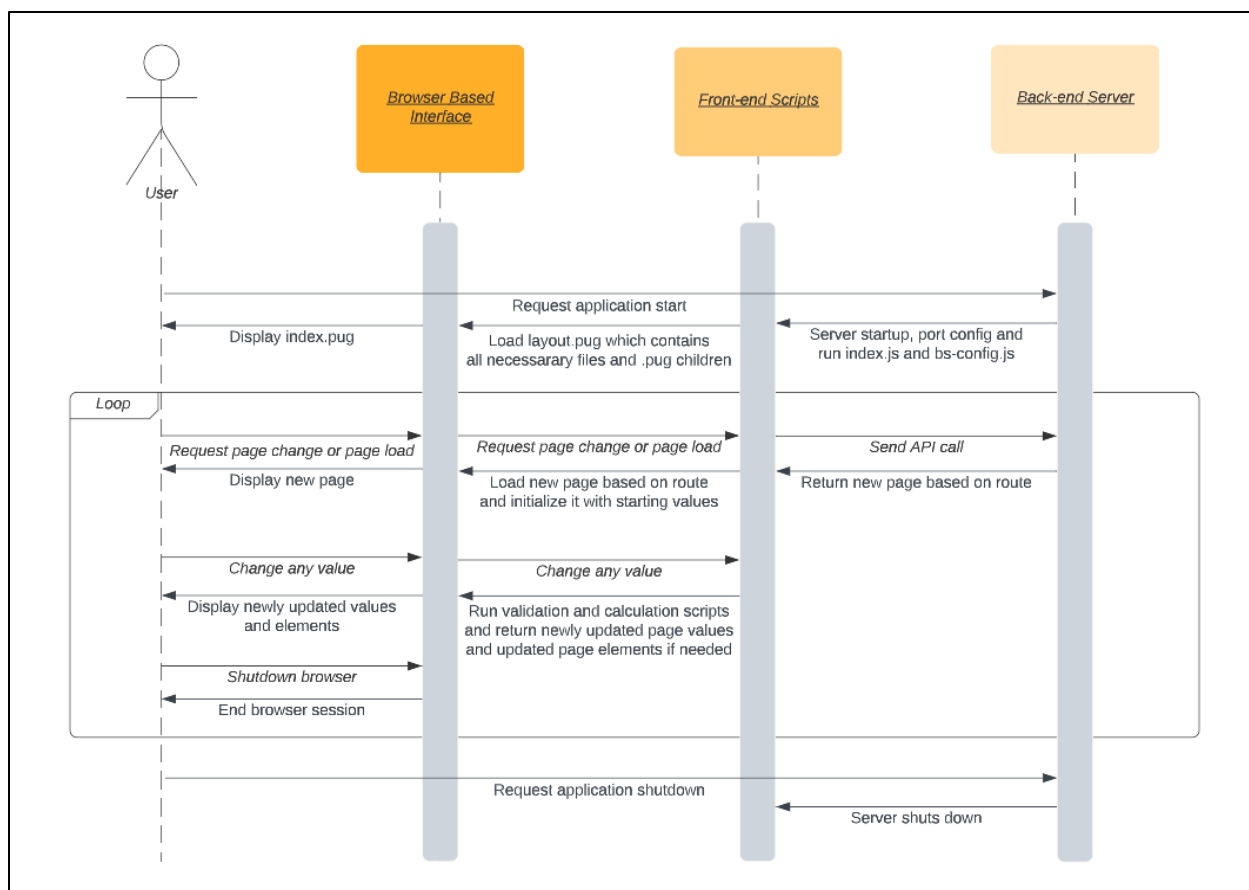 Browser Based
Interface
Front-end Scripts
Back-end Server
User
Request application start
Display index.pug
Load layout.pug which contains
all necessarary files and .pug children
Server startup, port config and
run index.js and bs-config.js
Loop
Request page change or page load
Request page change or page load
Send API call
Display new page
Load new page based on route
and initialize it with starting values
Return new page based on route
Change any value
Change any value
Display newly updated values
and elements
Run validation and calculation scripts
and return newly updated page values
and updated page elements if needed
Shutdown browser
End browser session
Request application shutdown
Server shuts down